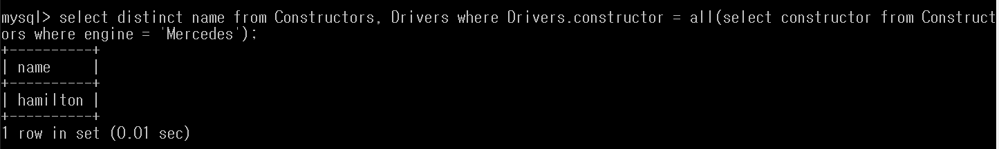 mysql> select distinct name from Constructors, Drivers where Drivers.constructor = all(select constructor from Construct
ors where engine = 'Mercedes');
+----------+
| name     |
+----------+
| hamilton |
+----------+
1 row in set (0.01 sec)